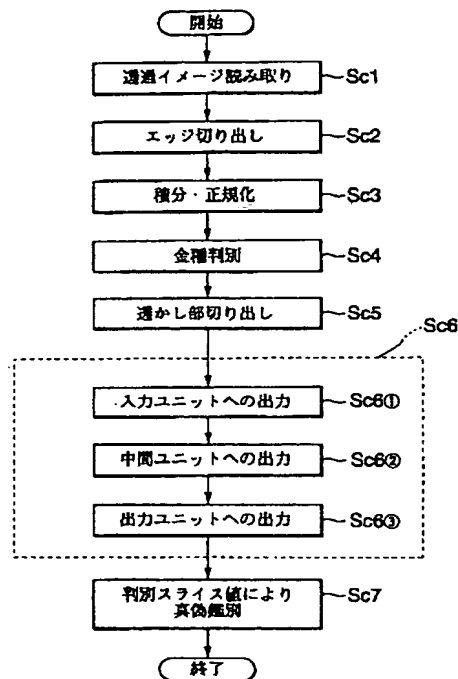 開始
透過イメージ読み取り
Sc1
エッジ切り出し
Sc2
積分・正規化
Sc3
金種判別
Sc4
透かし部切り出し
Sc5
Sc6
入力ユニットへの出力
Sc6①
中間ユニットへの出力
Sc6②
出力ユニットへの出力
Sc6③
判別スライス値により
真偽鑑別
Sc7
終了